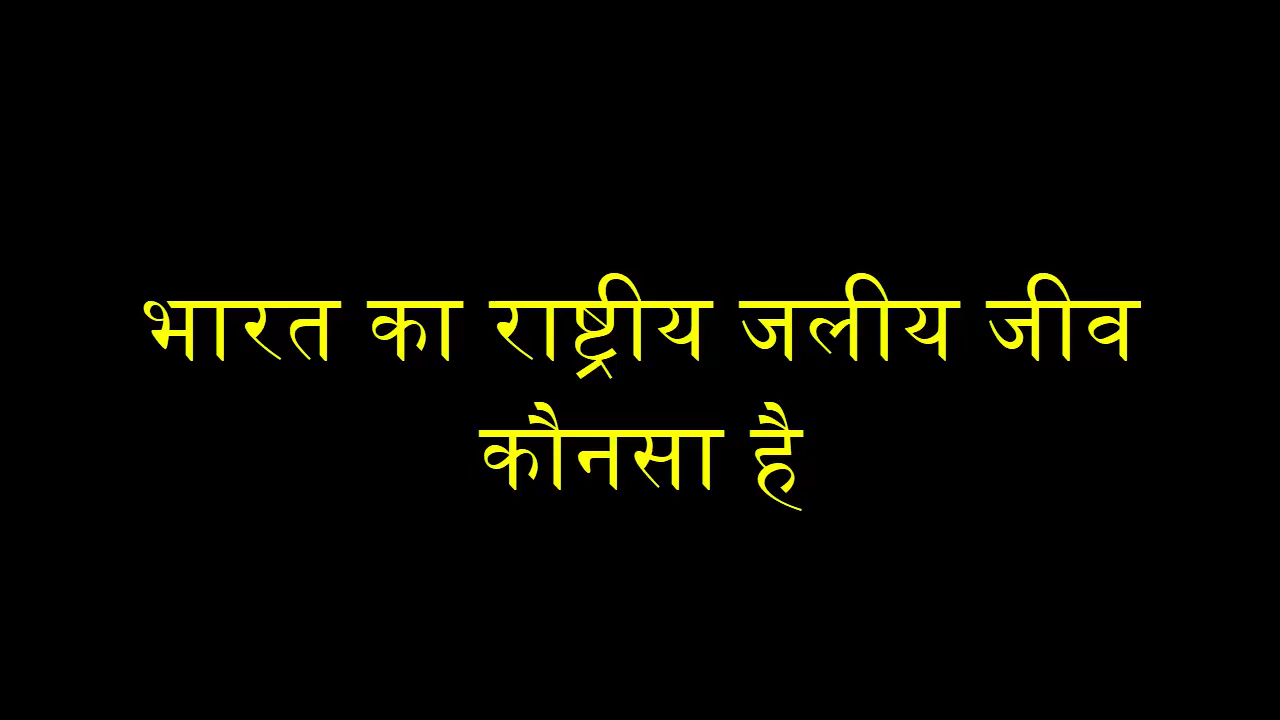 भारत का राष्ट्रीय जलीय जीव
कौनसा है